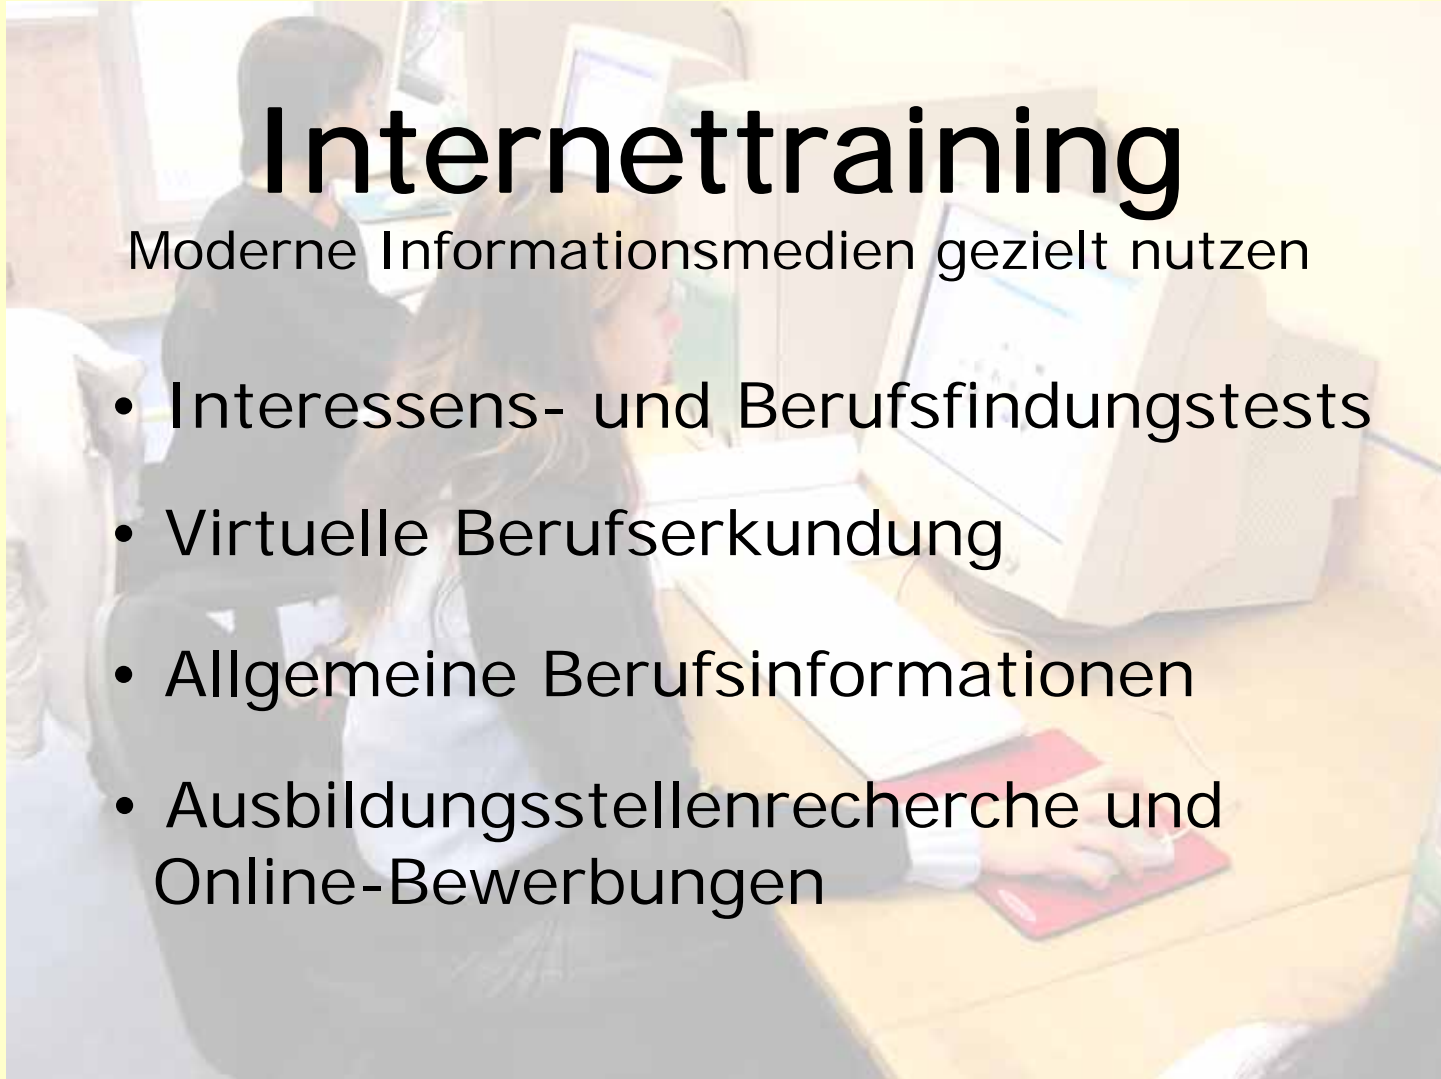 Internettraining
Moderne Informationsmedien gezielt nutzen
• Interessens- und Berufsfindungstests
• Virtuelle Berufserkundung
• Allgemeine Berufsinformationen
• Ausbildungsstellenrecherche und
Online-Bewerbungen